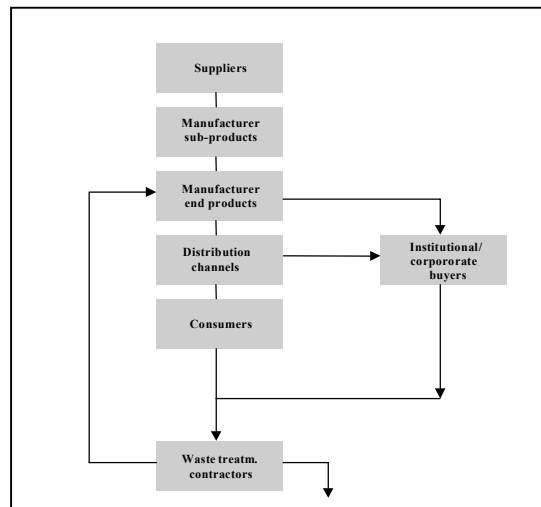 Suppliers
Manufacturer
sub-products
Manufacturer
end products
Distribution
channels
Institutional/
corpororate
buyers
Consumers
Waste treatm.
contractors